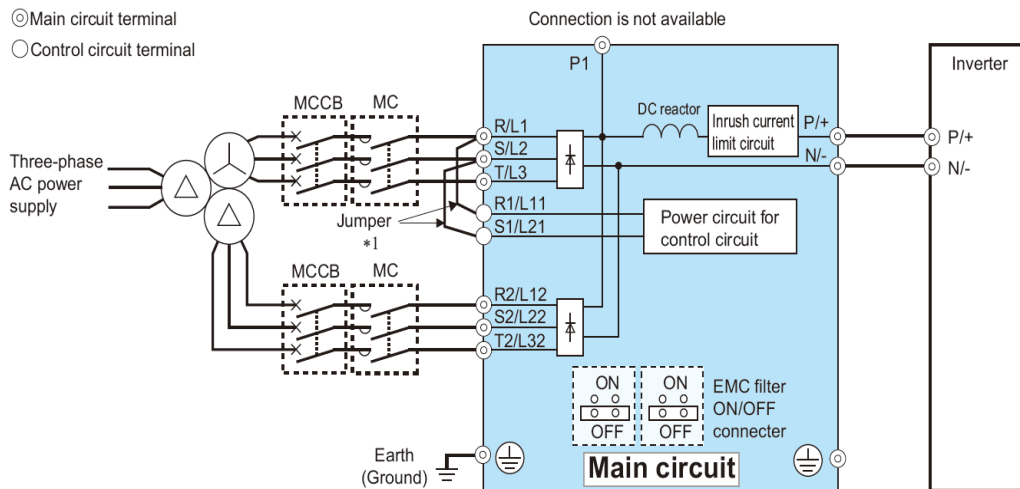 Main circuit terminal
Control circuit terminal
Connection is not available
P1
Inverter
MCCB
MC
DC reactor
Inrush current
limit circuit
P/+
N/-
P/+
N/-
R/L1
S/L2
T/L3
Three-phase
AC power
supply
Jumper
*1
R1/L11
S1/L21
Power circuit for
control circuit
MCCB
MC
R2/L12
S2/L22
T2/L32
ON
OFF
ON
OFF
EMC filter
ON/OFF
connecter
Earth
(Ground)
Main circuit